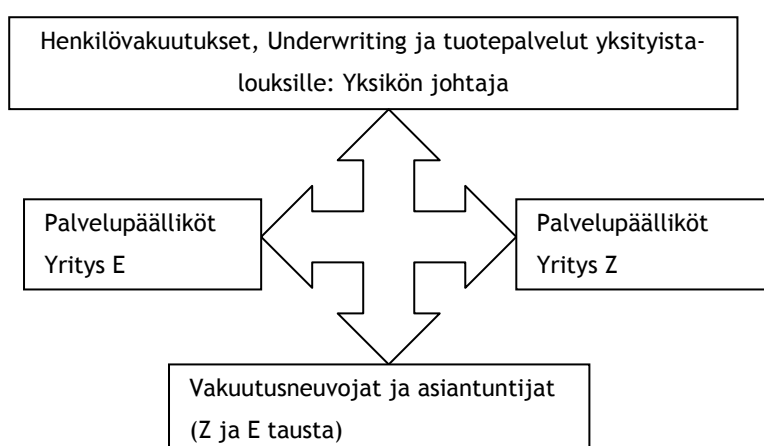 Henkilövakuutukset, Underwriting ja tuotepalvelut yksityista-
louksille: Yksikön johtaja
Palvelupäälliköt
Yritys E
Palvelupäälliköt
Yritys Z
Vakuutusneuvojat ja asiantuntijat
(Z ja E tausta)